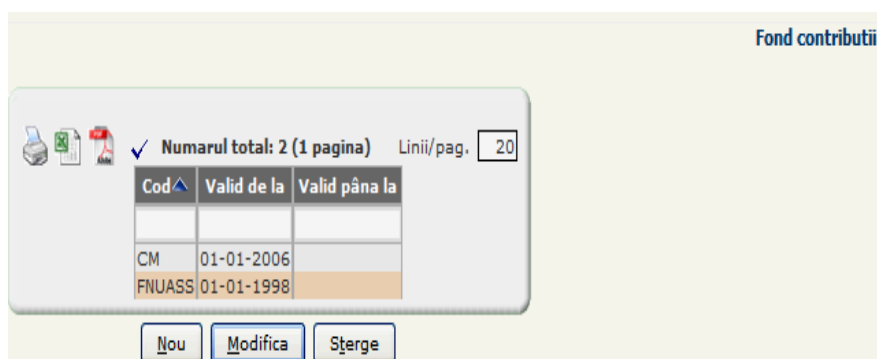 Fond contributii
Numarul total: 2 (1 pagina) Linii/pag. 20
Cod Valid de la Valid pâna la
CM 01-01-2006
FNUASS 01-01-1998
Nou Modifica Sterge